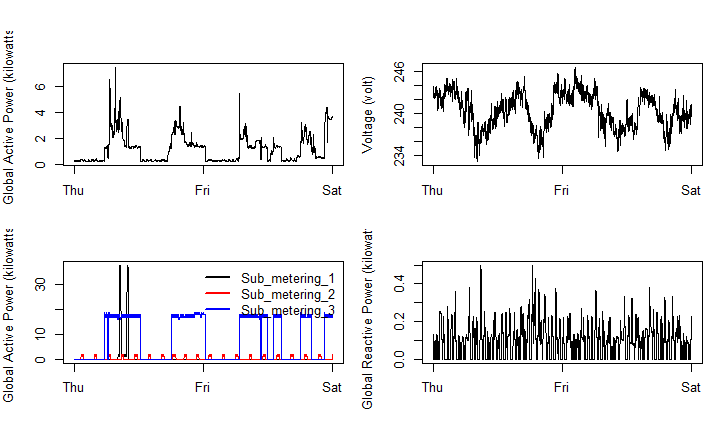 Global Active Power (kilowatts
0 2 4 6
Thu Fri Sat
Voltage (volt)
234 240 246
Thu Fri Sat
Global Active Power (kilowatts
0 10 30
Sub_metering_1
Sub_metering_2
Sub_metering_3
Thu Fri Sat
Global Reactive Power (kilowat
0.0 0.2 0.4
Thu Fri Sat